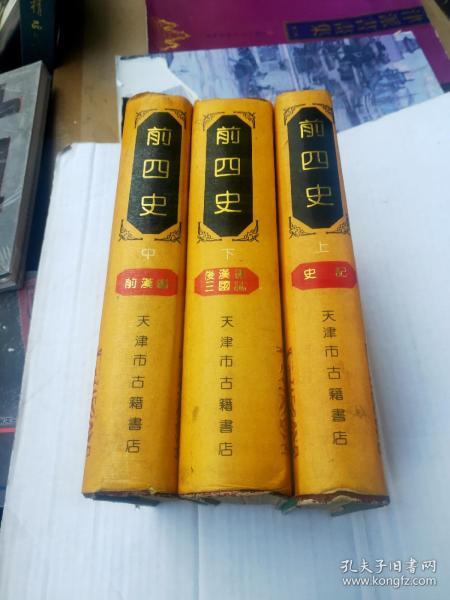 前四史
中
前漢書
天津市古籍書店
前四史
下
後漢書
三國誌
天津市古籍書店
前四史
上
史記
天津市古籍書店
孔夫子旧书网
www.kongfz.com